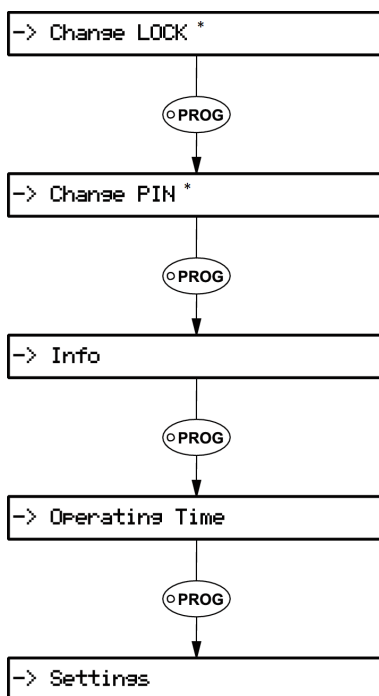 -> Change LOCK *
PROG
-> Change PIN *
PROG
-> Info
PROG
-> Operating Time
PROG
-> Settings